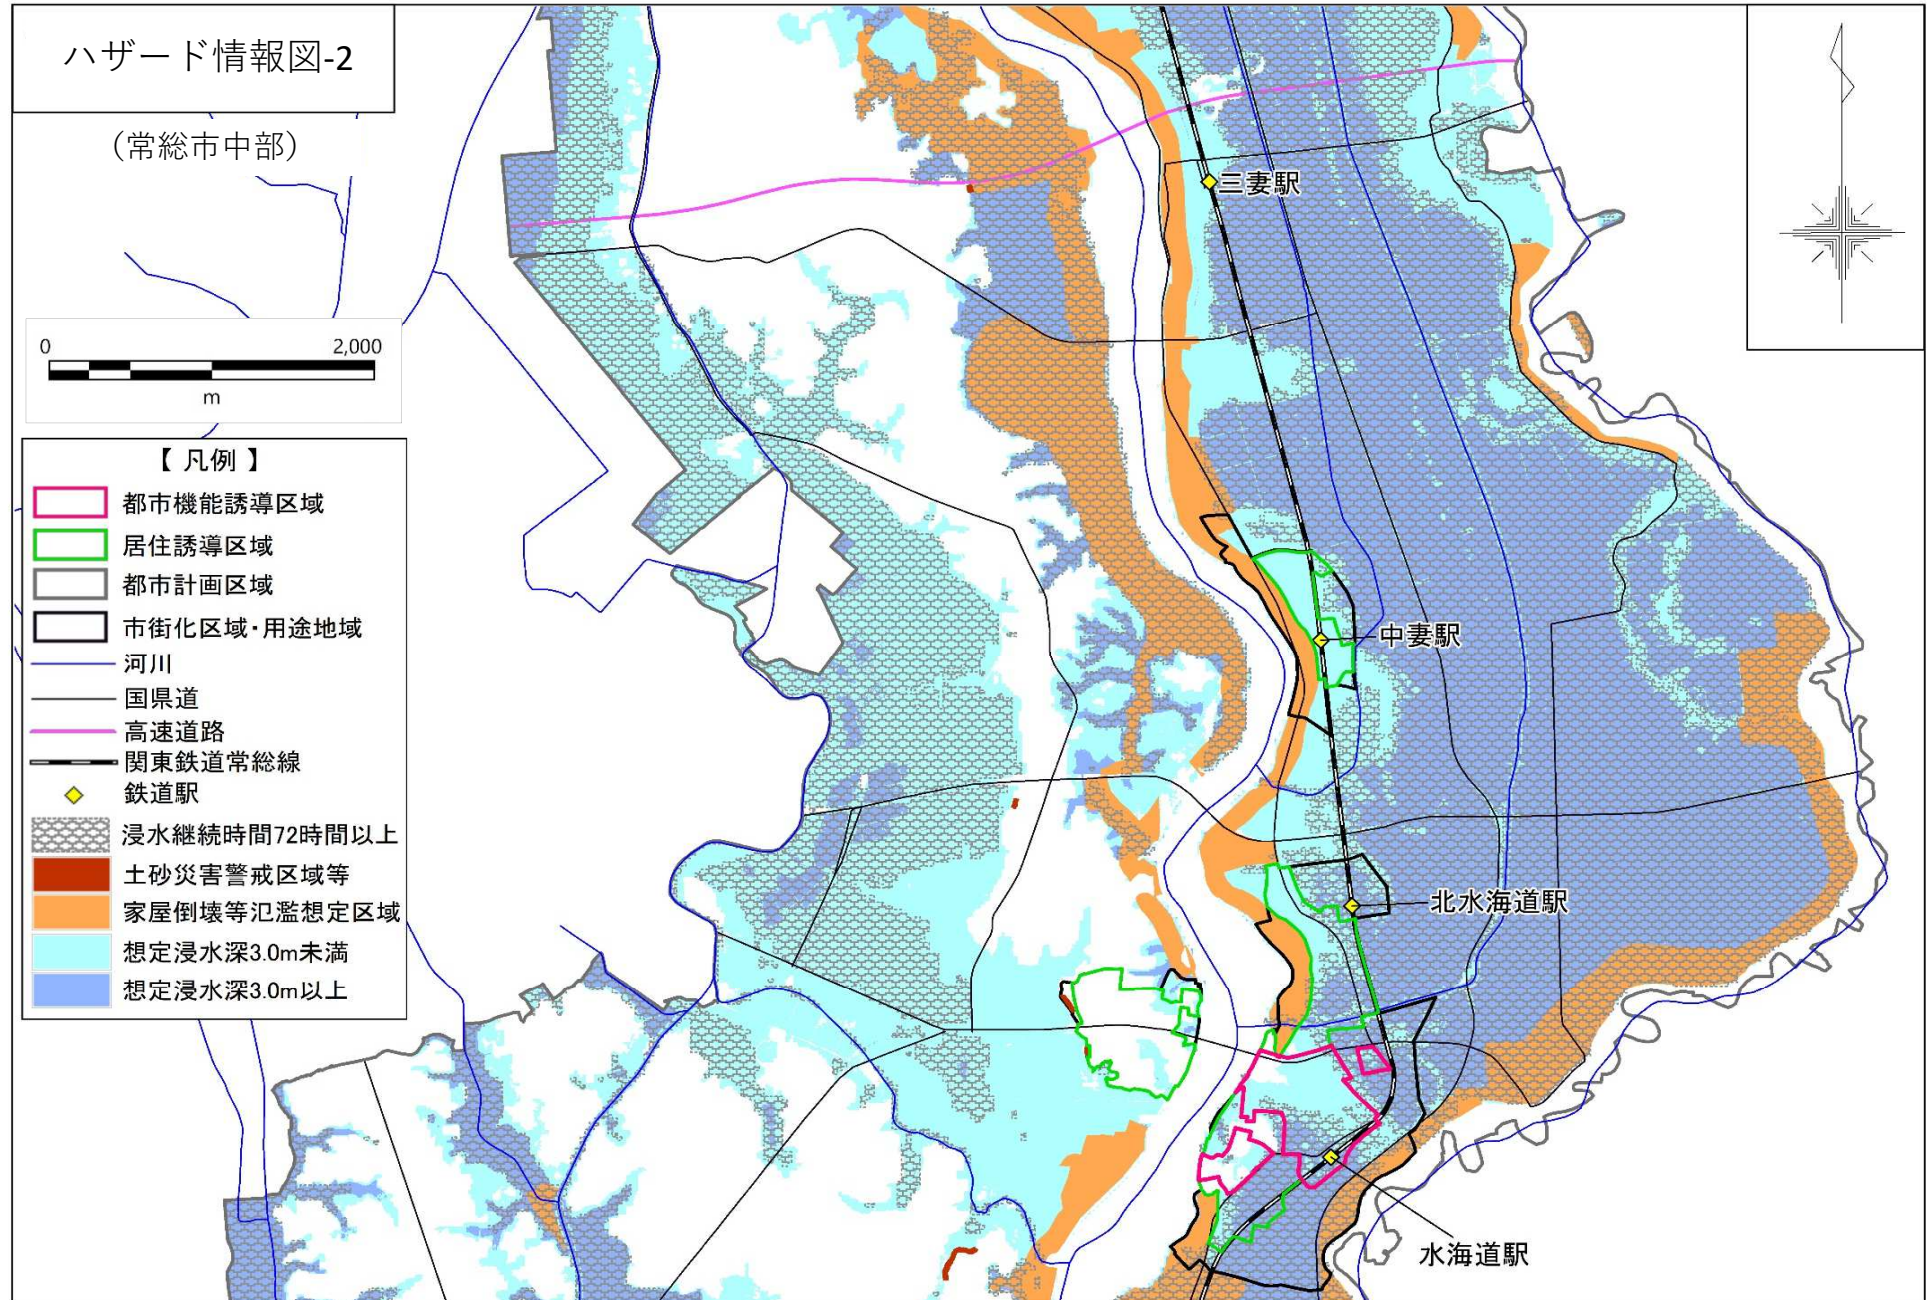 ハザード情報図-2
（常総市中部）
0 2,000
m
【 凡例 】
都市機能誘導区域
居住誘導区域
都市計画区域
市街化区域・用途地域
河川
国県道
高速道路
関東鉄道常総線
鉄道駅
浸水継続時間72時間以上
土砂災害警戒区域等
家屋倒壊等氾濫想定区域
想定浸水深3.0m未満
想定浸水深3.0m以上
三妻駅
中妻駅
北水海道駅
水海道駅